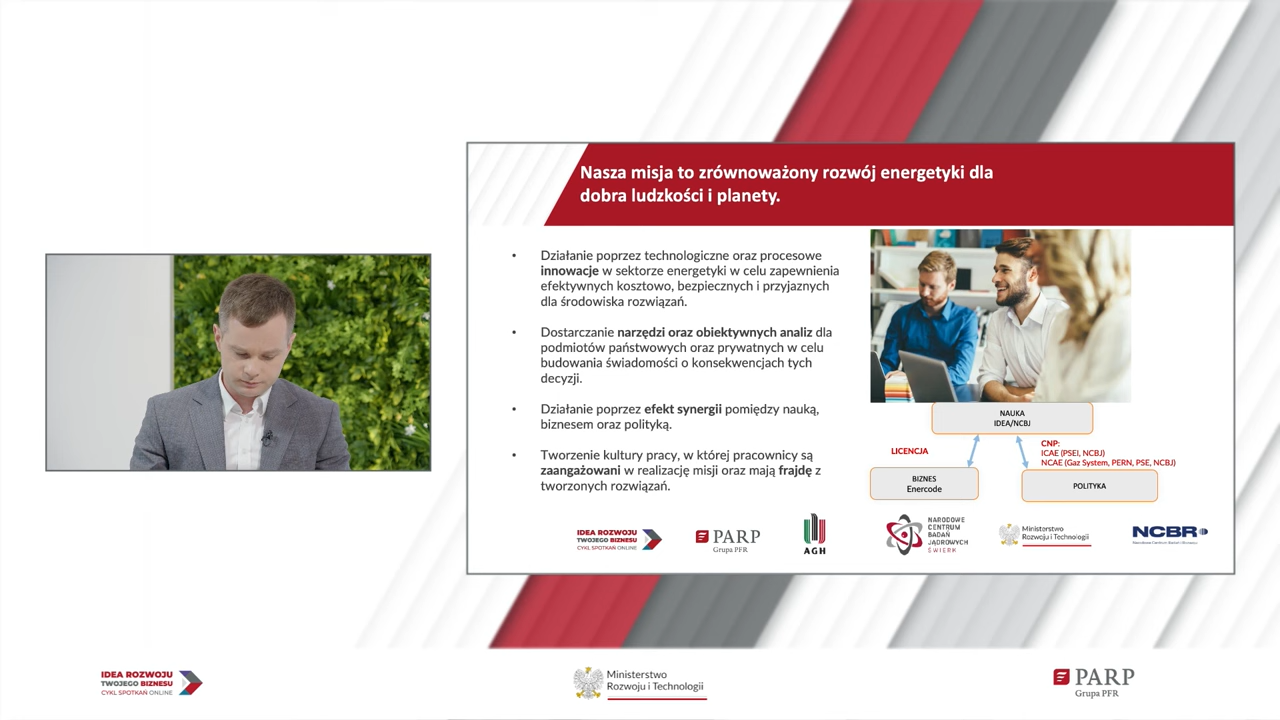 Nasza misja to zrównoważony rozwój energetyki dla
dobra ludzkości i planety.
• Działanie poprzez technologiczne oraz procesowe
innowacje w sektorze energetyki w celu zapewnienia
efektywnych kosztowo, bezpiecznych i przyjaznych
dla środowiska rozwiązań.
• Dostarczanie narzędzi oraz obiektywnych analiz dla
podmiotów państwowych oraz prywatnych w celu
budowania świadomości o konsekwencjach tych
decyzji.
• Działanie poprzez efekt synergii pomiędzy nauką,
biznesem oraz polityką.
• Tworzenie kultury pracy, w której pracownicy są
zaangażowani w realizację misji oraz mają frajdę z
tworzonych rozwiązań.
NAUKA
IDEA/NCBJ
LICENCJA
CNP:
ICAE (PSEI, NCBJ)
NCAE (Gaz System, PERN, PSE, NCBJ)
BIZNES
Enercode
POLITYKA
IDEA ROZWOJU
TWOJEGO BIZNESU
CYKL SPOTKAŃ ONLINE
PARP
Grupa PFR
AGH
NARODOWE
CENTRUM
BADAŃ
JĄDROWYCH
ŚWIERK
Ministerstwo
Rozwoju i Technologii
NCBR
IDEA ROZWOJU
TWOJEGO BIZNESU
CYKL SPOTKAŃ ONLINE
Ministerstwo
Rozwoju i Technologii
PARP
Grupa PFR